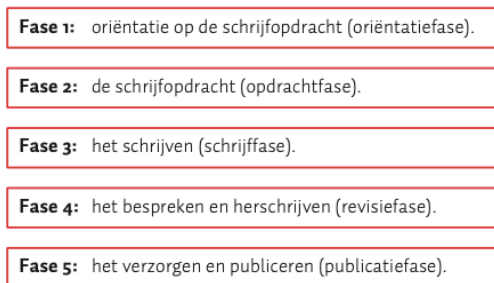 Fase 1: oriëntatie op de schrijfopdracht (oriëntatiefase).
Fase 2: de schrijfopdracht (opdrachtfase).
Fase 3: het schrijven (schrijffase).
Fase 4: het bespreken en herschrijven (revisiefase).
Fase 5: het verzorgen en publiceren (publicatiefase).